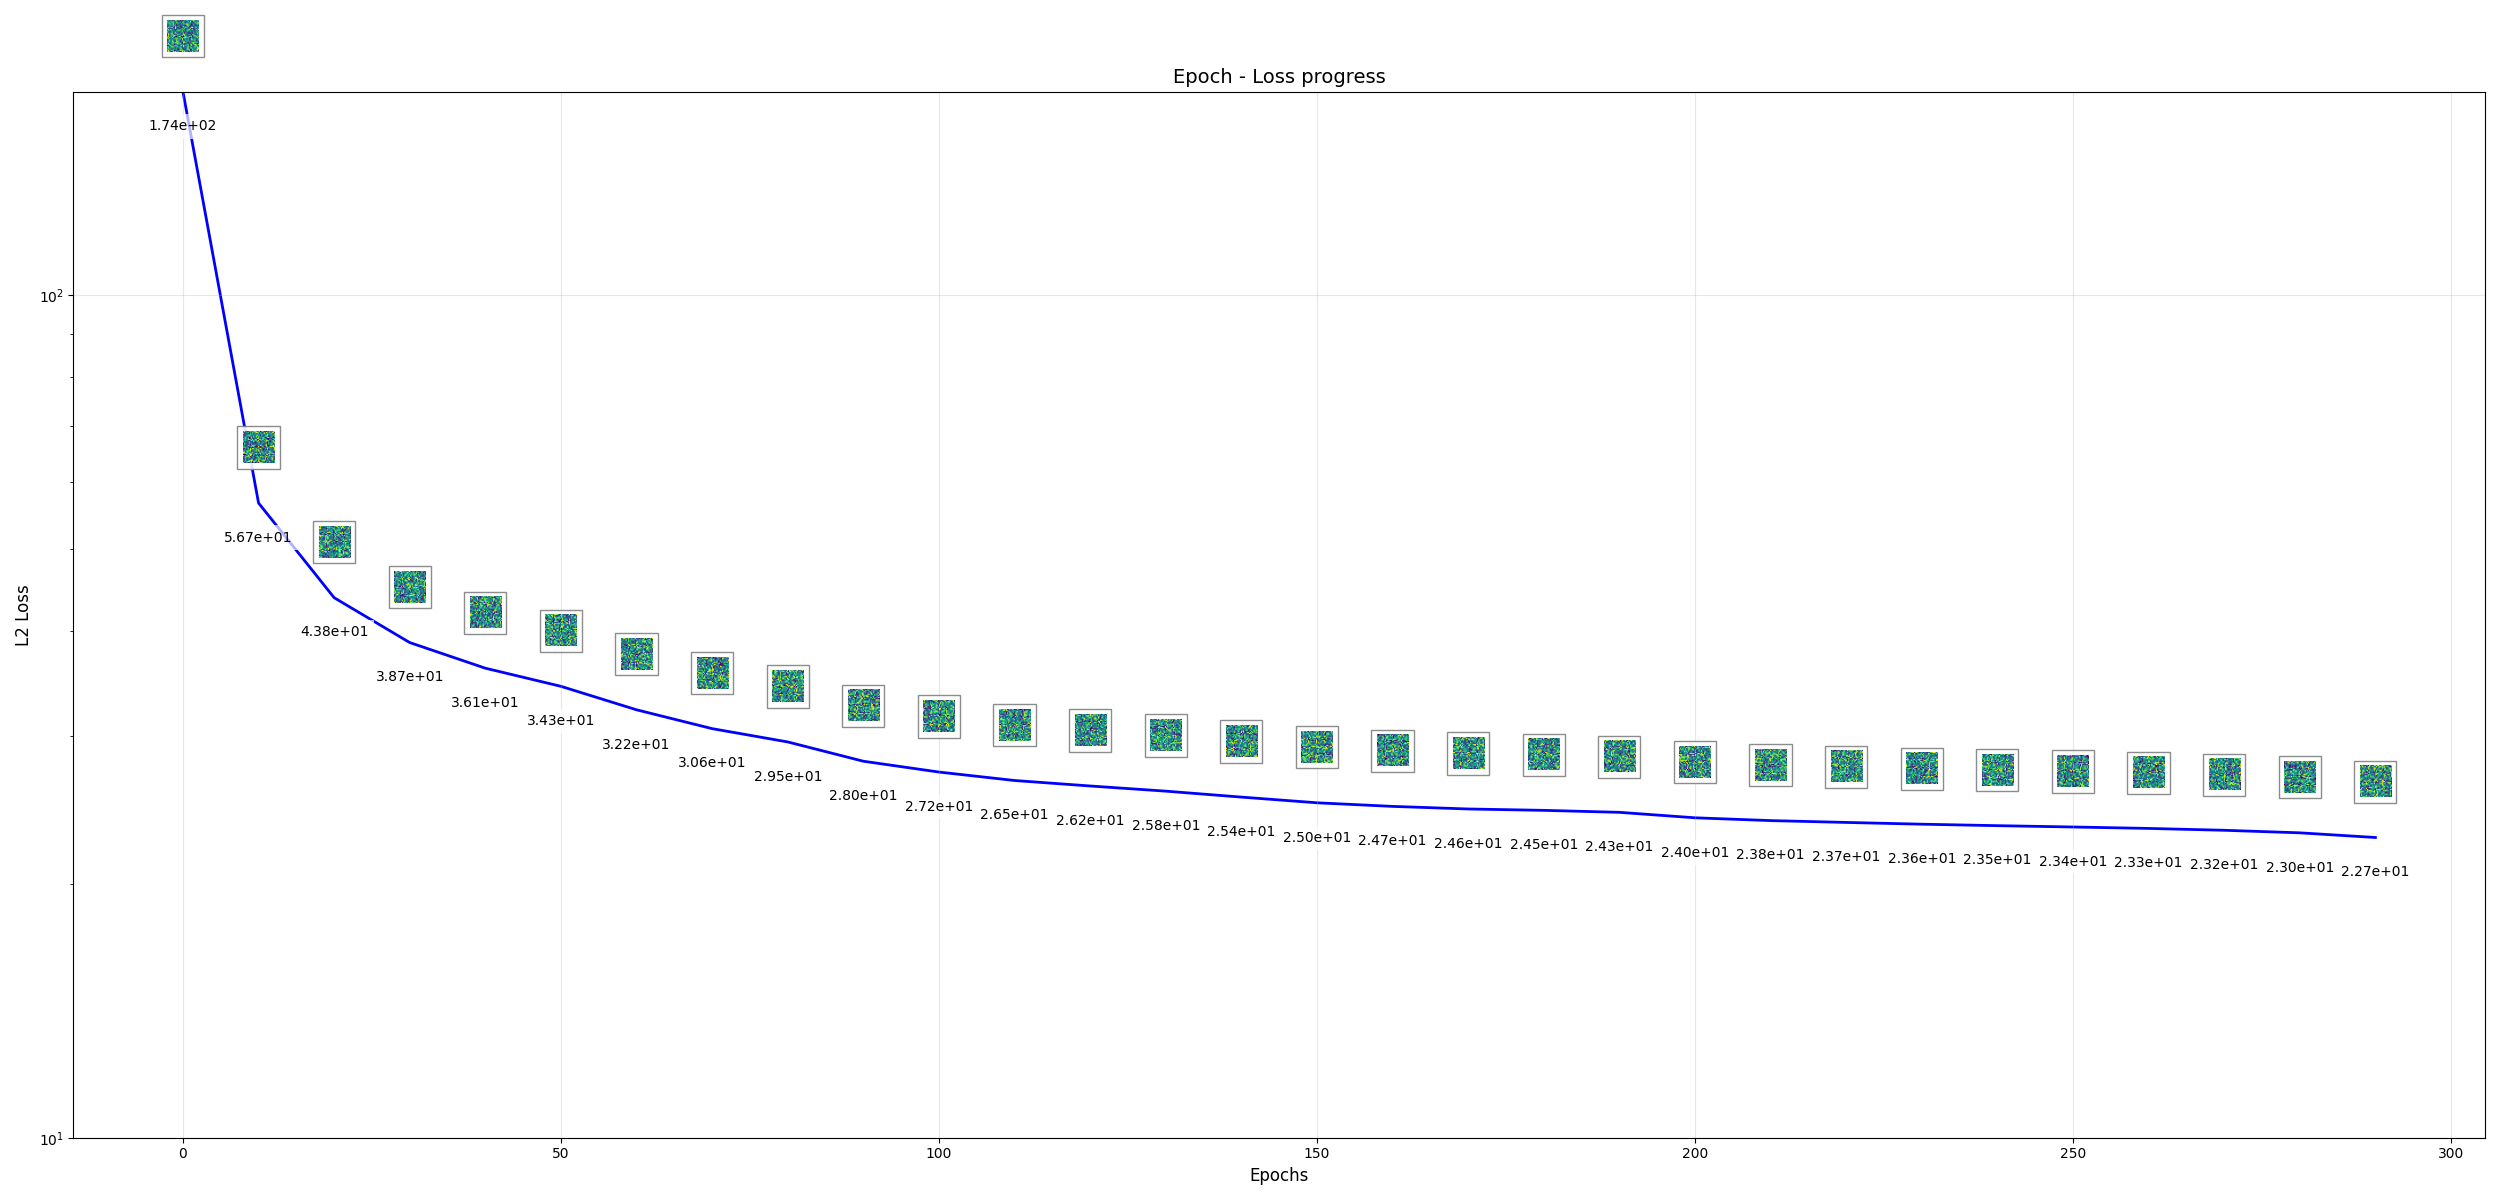 Epoch - Loss progress
L2 Loss
10²
10¹
1.74e+02
5.67e+01
4.38e+01
3.87e+01
3.61e+01
3.43e+01
3.22e+01
3.06e+01
2.95e+01
2.80e+01
2.72e+01
2.65e+01
2.62e+01
2.58e+01
2.54e+01
2.50e+01
2.47e+01
2.46e+01
2.45e+01
2.43e+01
2.40e+01
2.38e+01
2.37e+01
2.36e+01
2.35e+01
2.34e+01
2.33e+01
2.32e+01
2.30e+01
2.27e+01
0 50 100 150 200 250 300
Epochs